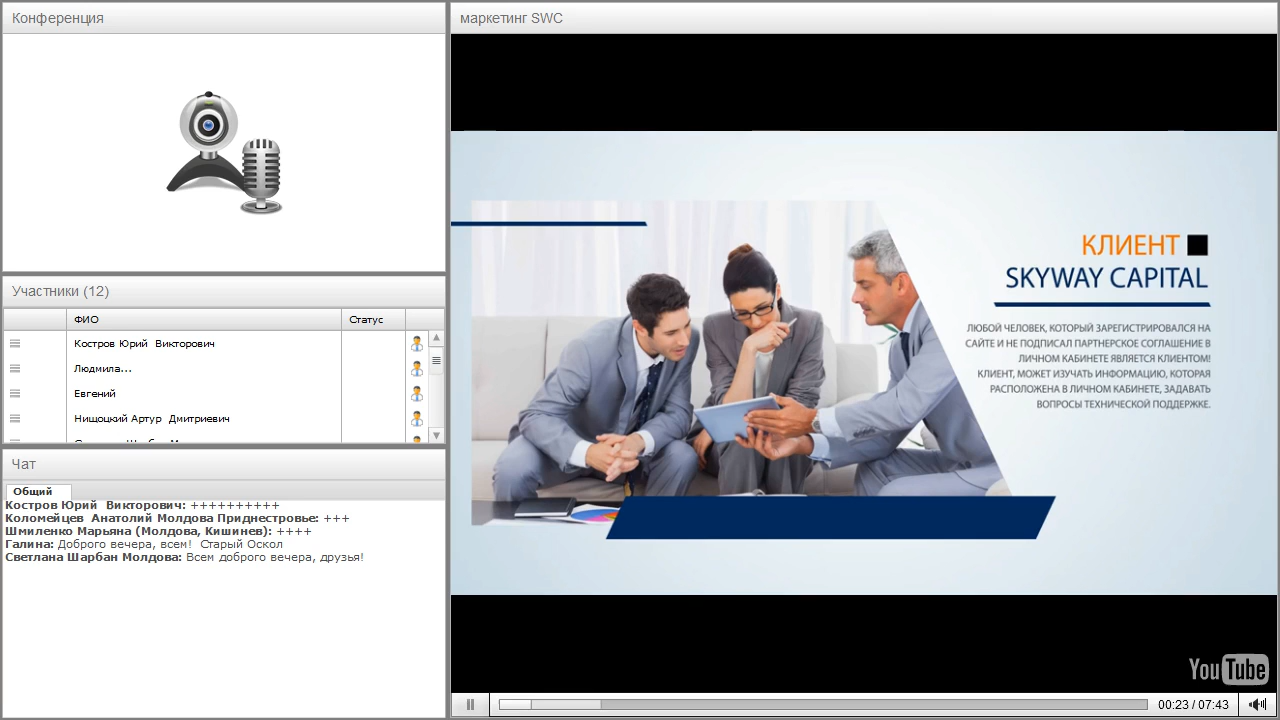 Конференция
маркетинг SWC
КЛИЕНТ
SKYWAY CAPITAL
ЛЮБОЙ ЧЕЛОВЕК, КОТОРЫЙ ЗАРЕГИСТРИРОВАЛСЯ НА
САЙТЕ И НЕ ПОДПИСАЛ ПАРТНЕРСКОЕ СОГЛАШЕНИЕ В
ЛИЧНОМ КАБИНЕТЕ ЯВЛЯЕТСЯ КЛИЕНТОМ!
КЛИЕНТ, МОЖЕТ ИЗУЧАТЬ ИНФОРМАЦИЮ, КОТОРАЯ
РАСПОЛОЖЕНА В ЛИЧНОМ КАБИНЕТЕ, ЗАДАВАТЬ
ВОПРОСЫ ТЕХНИЧЕСКОЙ ПОДДЕРЖКЕ.
YouTube
00:23 / 07:43
Участники (12)
ФИО Статус
Костров Юрий Викторович
Людмила...
Евгений
Нищоцкий Артур Дмитриевич
Чат
Общий
Костров Юрий Викторович: ++++++++++
Коломейцев Анатолий Молдова Приднестровье: +++
Шмиленко Марьяна (Молдова, Кишинев): ++++
Галина: Доброго вечера, всем! Старый Оскол
Светлана Шарбан Молдова: Всем доброго вечера, друзья!